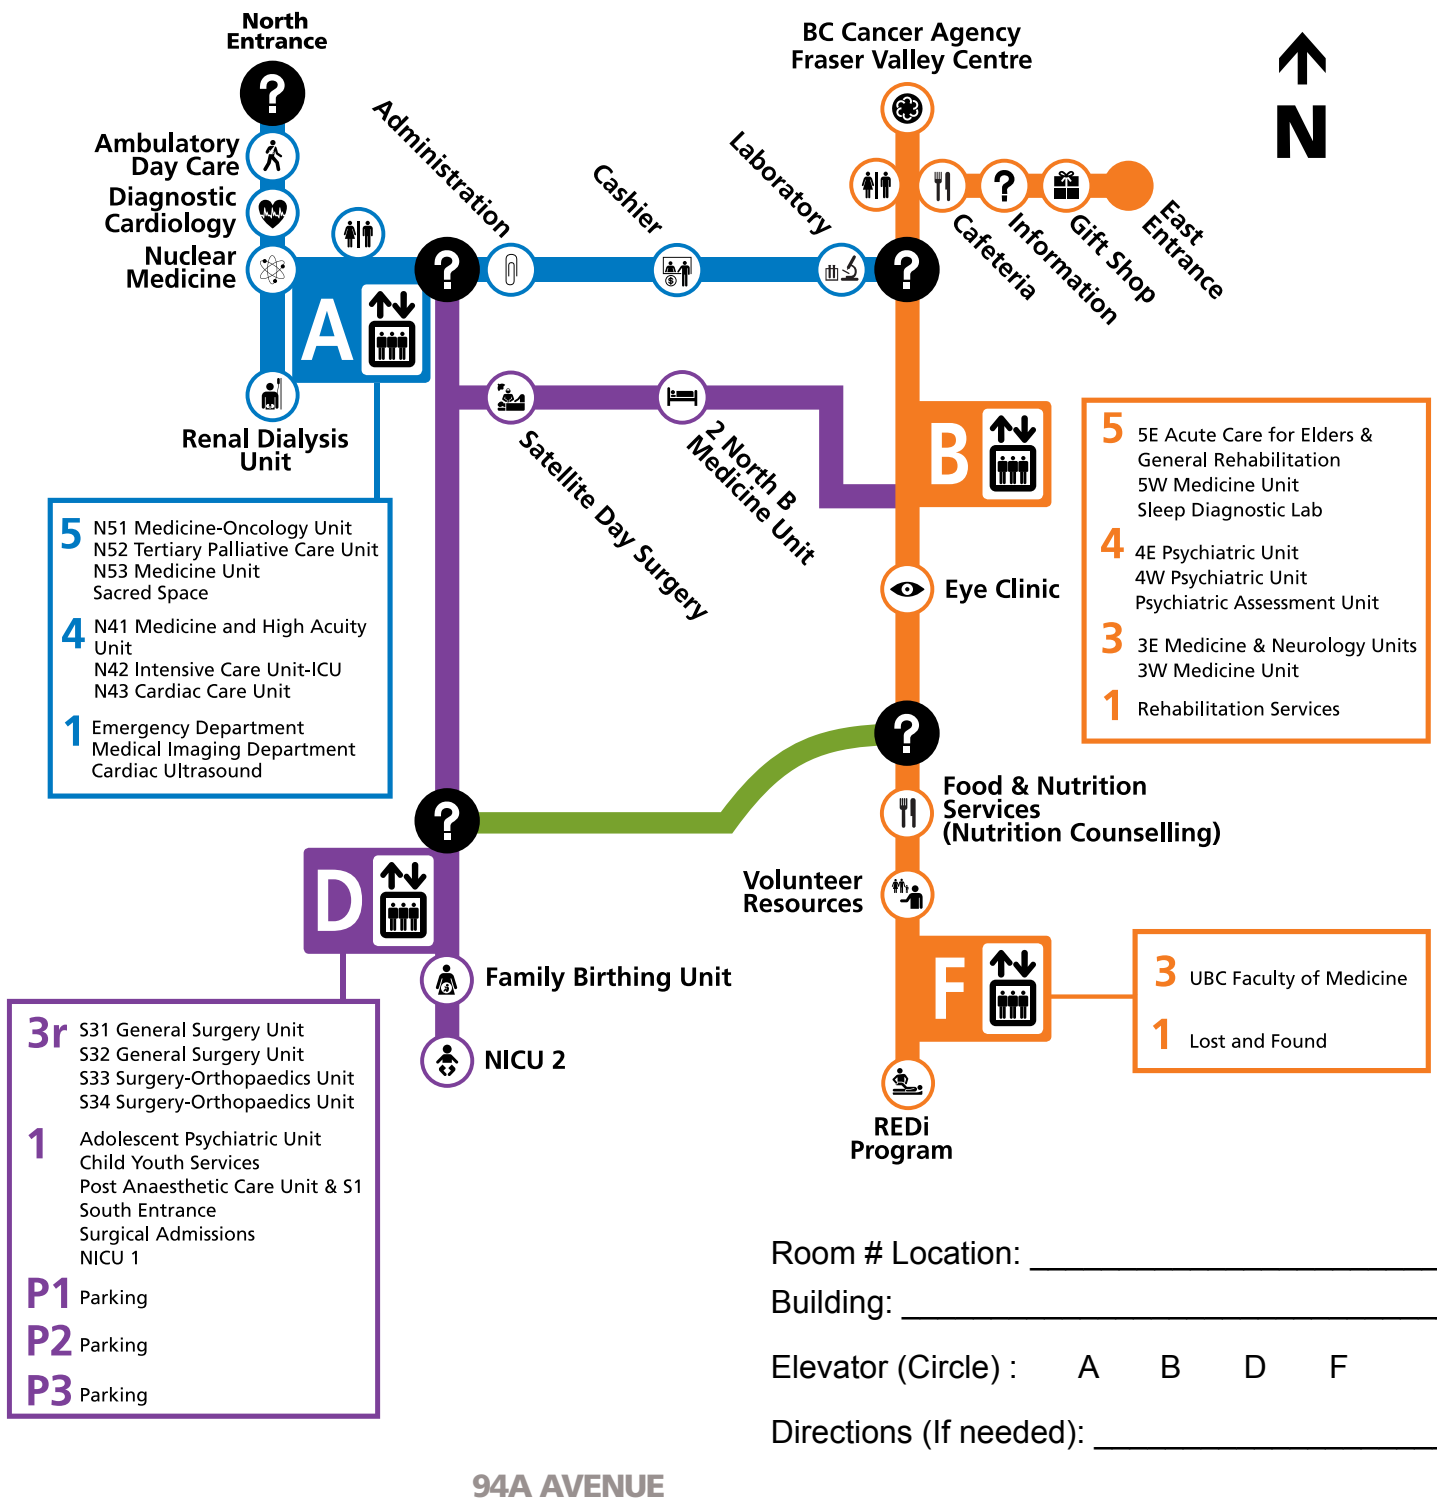 North
Entrance
?
Ambulatory
Day Care
Diagnostic
Cardiology
Nuclear
Medicine
Renal Dialysis
Unit
A
?
Administration
Cashier
Laboratory
?
BC Cancer Agency
Fraser Valley Centre
Cafeteria
?
Information
Gift Shop
East
Entrance
N
Satellite Day Surgery
2 North B
Medicine Unit
B
Eye Clinic
?
Food & Nutrition
Services
(Nutrition Counselling)
Volunteer
Resources
F
REDi
Program
?
D
Family Birthing Unit
NICU 2
5 N51 Medicine-Oncology Unit
N52 Tertiary Palliative Care Unit
N53 Medicine Unit
Sacred Space
4 N41 Medicine and High Acuity
Unit
N42 Intensive Care Unit-ICU
N43 Cardiac Care Unit
1 Emergency Department
Medical Imaging Department
Cardiac Ultrasound
5 5E Acute Care for Elders &
General Rehabilitation
5W Medicine Unit
Sleep Diagnostic Lab
4 4E Psychiatric Unit
4W Psychiatric Unit
Psychiatric Assessment Unit
3 3E Medicine & Neurology Units
3W Medicine Unit
1 Rehabilitation Services
3 UBC Faculty of Medicine
1 Lost and Found
3r S31 General Surgery Unit
S32 General Surgery Unit
S33 Surgery-Orthopaedics Unit
S34 Surgery-Orthopaedics Unit
1 Adolescent Psychiatric Unit
Child Youth Services
Post Anaesthetic Care Unit & S1
South Entrance
Surgical Admissions
NICU 1
P1 Parking
P2 Parking
P3 Parking
Room # Location: ______________________
Building: ______________________________
Elevator (Circle) : A B D F
Directions (If needed): ___________________
94A AVENUE